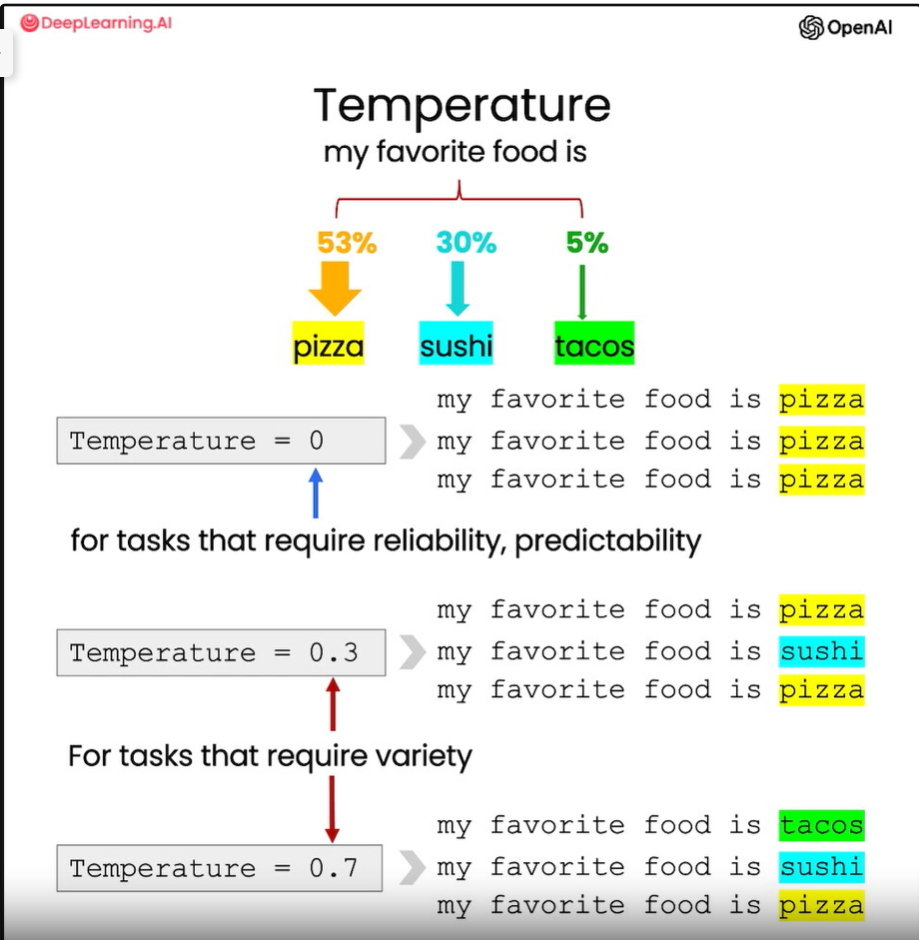 DeepLearning.AI
OpenAI
Temperature
my favorite food is
53% 30% 5%
pizza sushi tacos
my favorite food is pizza
Temperature = 0 my favorite food is pizza
my favorite food is pizza
for tasks that require reliability, predictability
my favorite food is pizza
Temperature = 0.3 my favorite food is sushi
my favorite food is pizza
For tasks that require variety
my favorite food is tacos
Temperature = 0.7 my favorite food is sushi
my favorite food is pizza